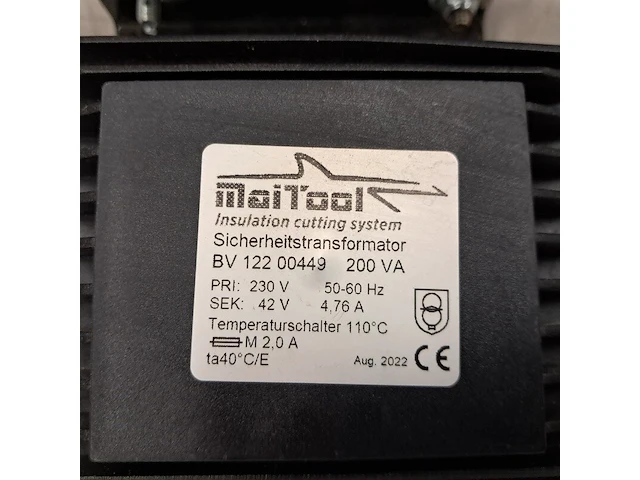 MaiTool
Insulation cutting system
Sicherheitstransformator
BV 122 00449 200 VA
PRI: 230 V 50-60 Hz
SEK: 42 V 4,76 A
Temperaturschalter 110°C
M 2,0 A
ta40°C/E Aug. 2022 CE